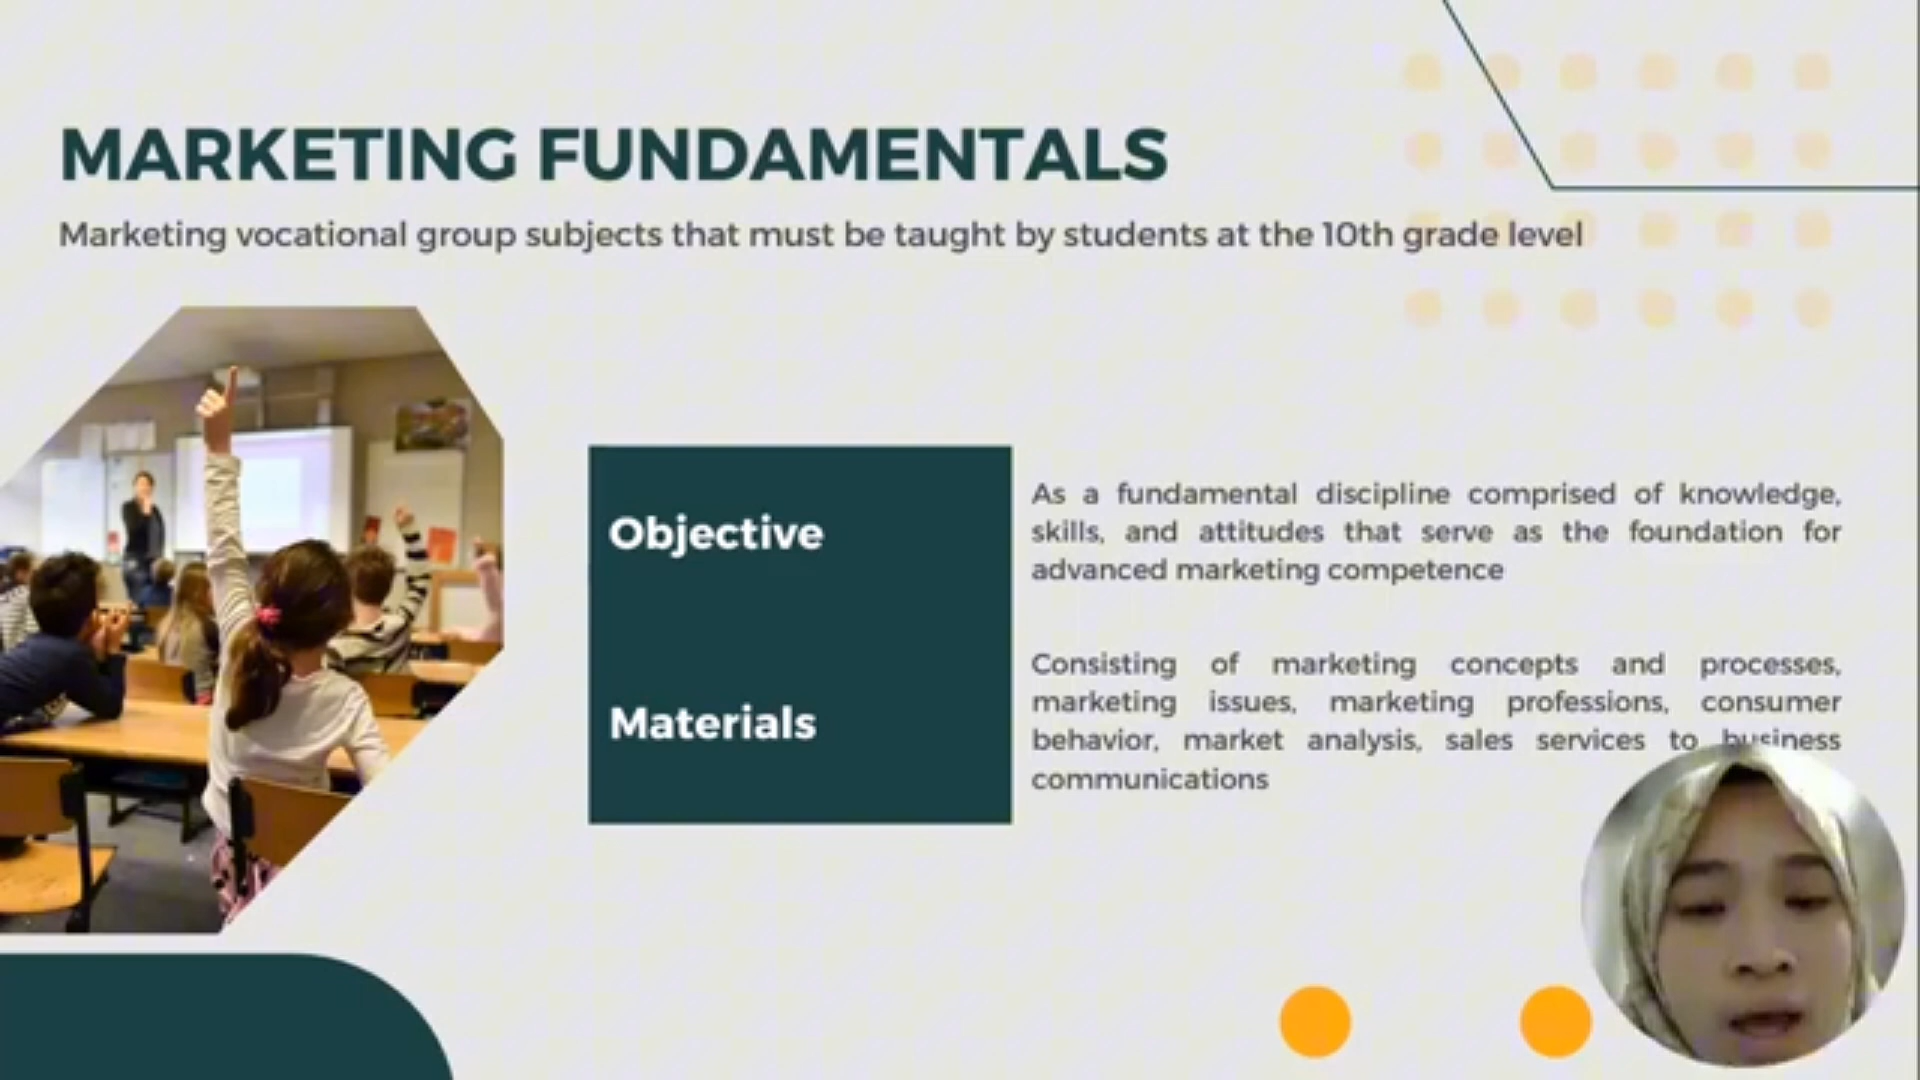 MARKETING FUNDAMENTALS
Marketing vocational group subjects that must be taught by students at the 10th grade level
Objective
As a fundamental discipline comprised of knowledge,
skills, and attitudes that serve as the foundation for
advanced marketing competence
Materials
Consisting of marketing concepts and processes,
marketing issues, marketing professions, consumer
behavior, market analysis, sales services to business
communications